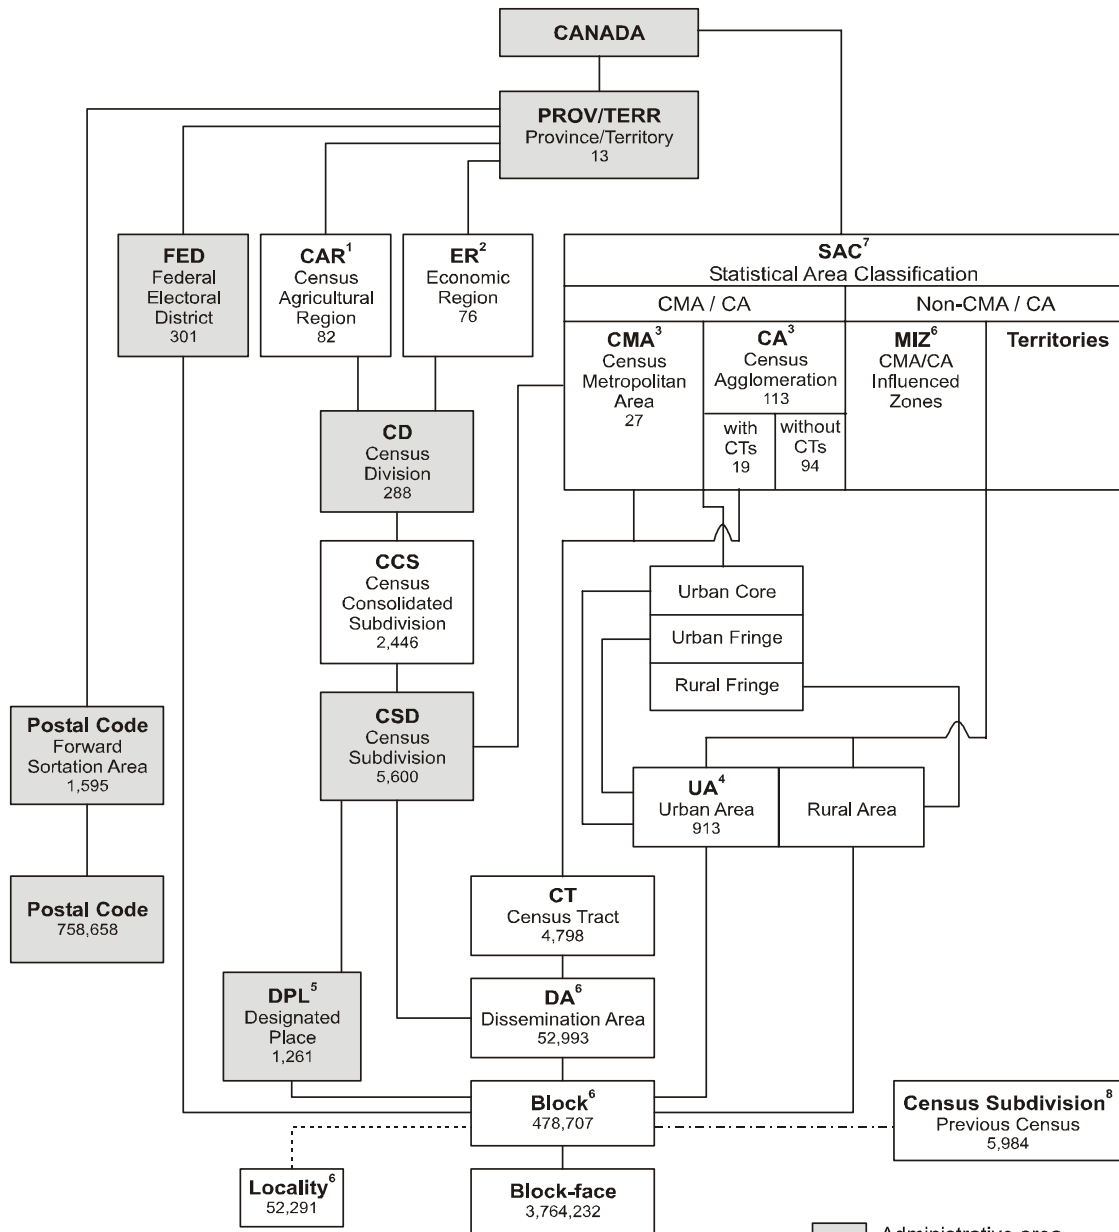 CANADA
PROV/TERR
Province/Territory
13
FED
Federal
Electoral
District
301
CAR1
Census
Agricultural
Region
82
ER2
Economic
Region
76
SAC7
Statistical Area Classification
CMA / CA
Non-CMA / CA
CMA3
Census
Metropolitan
Area
27
CA3
Census
Agglomeration
113
with
CTs
19
without
CTs
94
MIZ6
CMA/CA
Influenced
Zones
Territories
CD
Census
Division
288
CCS
Census
Consolidated
Subdivision
2,446
Urban Core
Urban Fringe
Rural Fringe
Postal Code
Forward
Sortation Area
1,595
CSD
Census
Subdivision
5,600
UA4
Urban Area
913
Rural Area
Postal Code
758,658
CT
Census Tract
4,798
DPL5
Designated
Place
1,261
DA6
Dissemination Area
52,993
Block6
478,707
Census Subdivision8
Previous Census
5,984
Locality6
52,291
Block-face
3,764,232